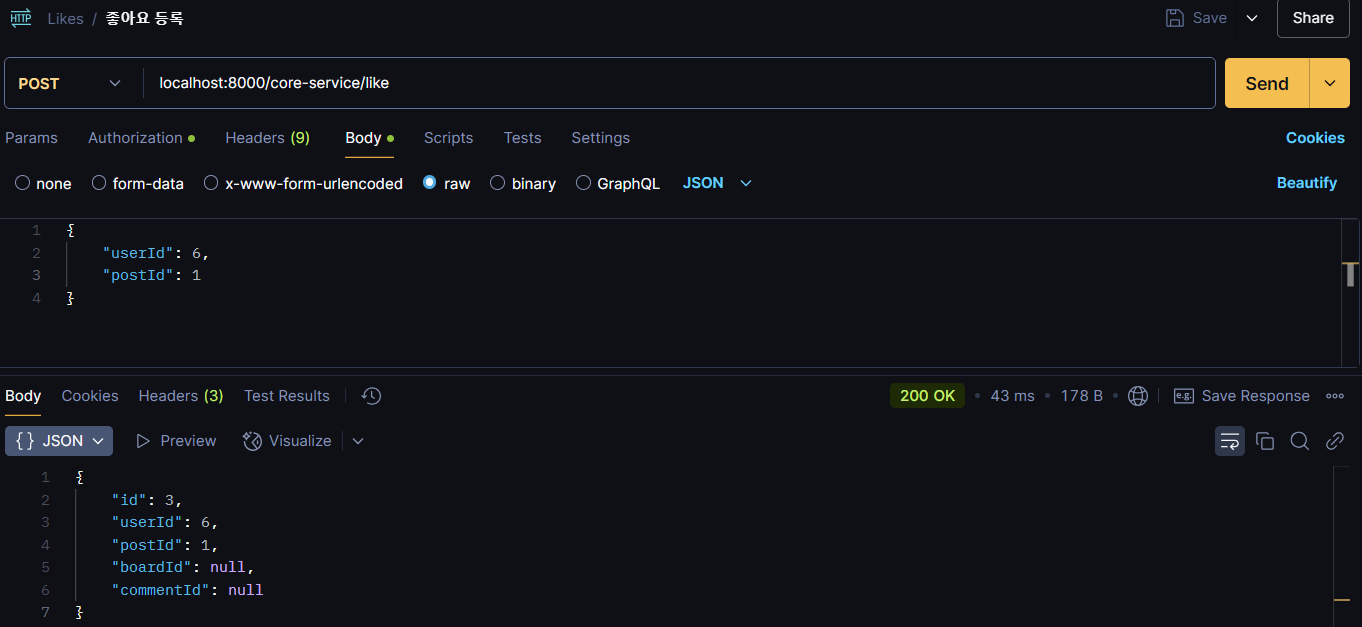 HTTP Likes / 좋아요 등록 Save Share
POST localhost:8000/core-service/like Send
Params Authorization Headers (9) Body Scripts Tests Settings Cookies
none form-data x-www-form-urlencoded raw binary GraphQL JSON Beautify
1 {
2 "userId": 6,
3 "postId": 1
4 }
Body Cookies Headers (3) Test Results 200 OK • 43 ms • 178 B • e.g. Save Response
{} JSON Preview Visualize
1 {
2 "id": 3,
3 "userId": 6,
4 "postId": 1,
5 "boardId": null,
6 "commentId": null
7 }